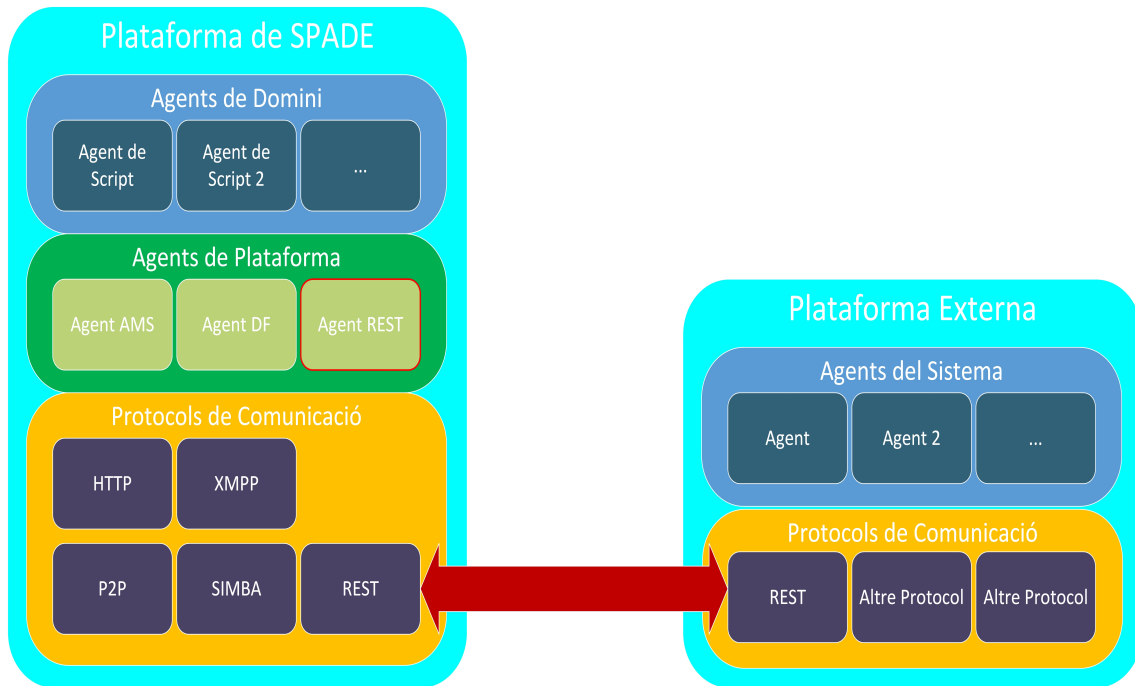 Plataforma de SPADE
Agents de Domini
Agent de
Script
Agent de
Script 2
...
Agents de Plataforma
Agent AMS
Agent DF
Agent REST
Protocols de Comunicació
HTTP
XMPP
P2P
SIMBA
REST
Plataforma Externa
Agents del Sistema
Agent
Agent 2
...
Protocols de Comunicació
REST
Altre Protocol
Altre Protocol